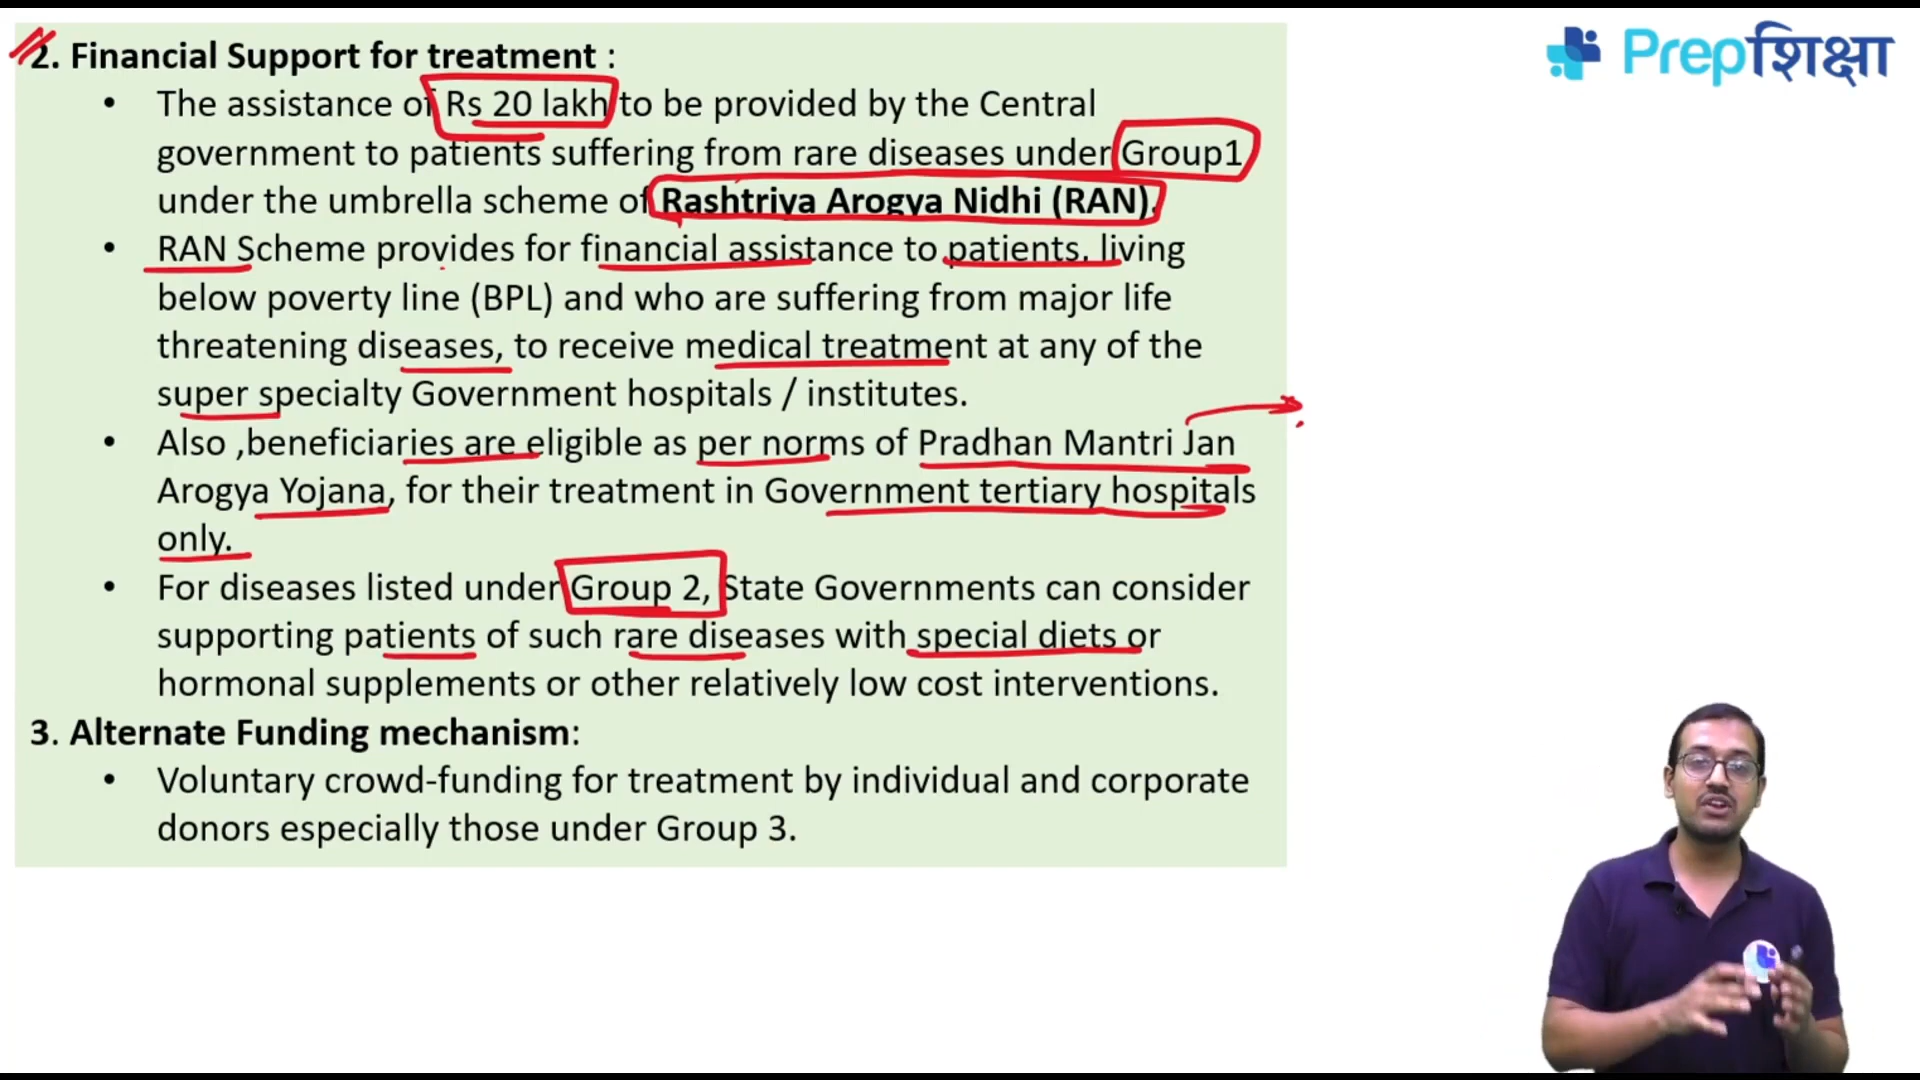 Prepशिक्षा
2. Financial Support for treatment :
• The assistance of Rs 20 lakh to be provided by the Central
government to patients suffering from rare diseases under Group1
under the umbrella scheme of Rashtriya Arogya Nidhi (RAN).
• RAN Scheme provides for financial assistance to patients, living
below poverty line (BPL) and who are suffering from major life
threatening diseases, to receive medical treatment at any of the
super specialty Government hospitals / institutes.
• Also ,beneficiaries are eligible as per norms of Pradhan Mantri Jan
Arogya Yojana, for their treatment in Government tertiary hospitals
only.
• For diseases listed under Group 2, State Governments can consider
supporting patients of such rare diseases with special diets or
hormonal supplements or other relatively low cost interventions.
3. Alternate Funding mechanism:
• Voluntary crowd-funding for treatment by individual and corporate
donors especially those under Group 3.